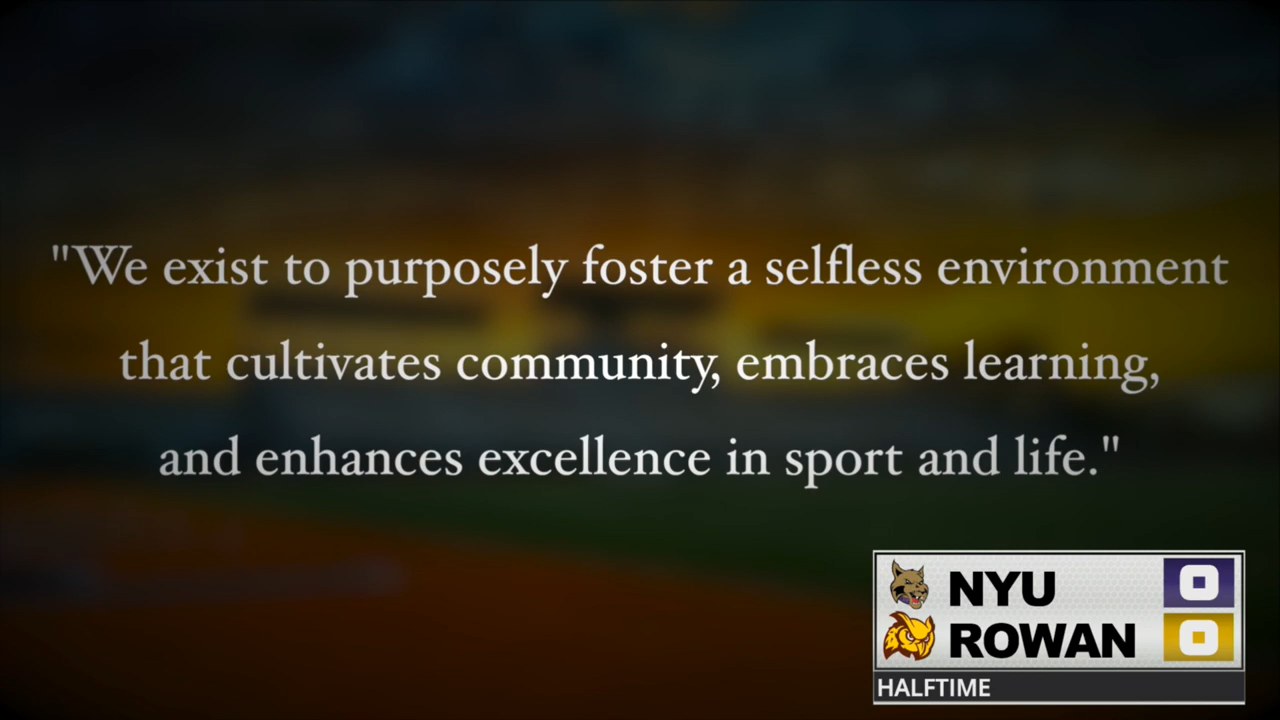 "We exist to purposely foster a selfless environment
that cultivates community, embraces learning,
and enhances excellence in sport and life."
NYU 0
ROWAN 0
HALFTIME